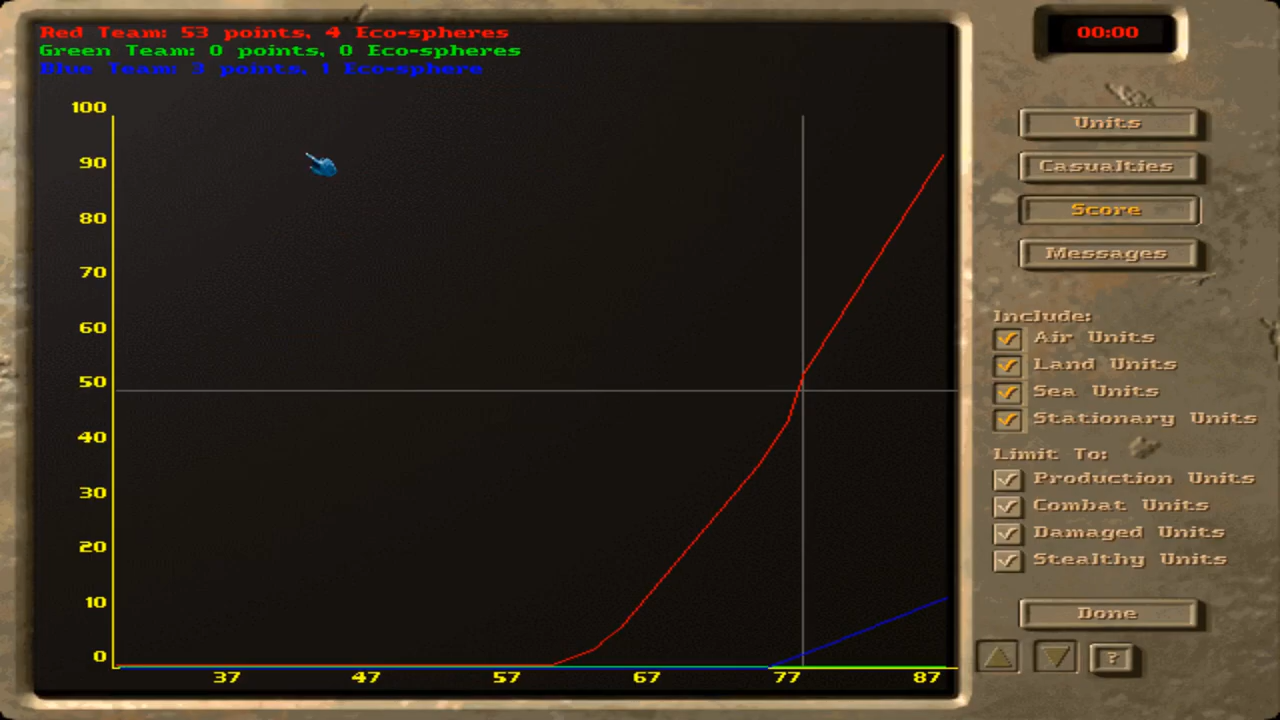 Red Team: 53 points, 4 Eco-spheres
Green Team: 0 points, 0 Eco-spheres
Blue Team: 3 points, 1 Eco-sphere
00:00
Units
Casualties
Score
Messages
Include:
Air Units
Land Units
Sea Units
Stationary Units
Limit To:
Production Units
Combat Units
Damaged Units
Stealthy Units
Done
?
100
90
80
70
60
50
40
30
20
10
0
37 47 57 67 77 87